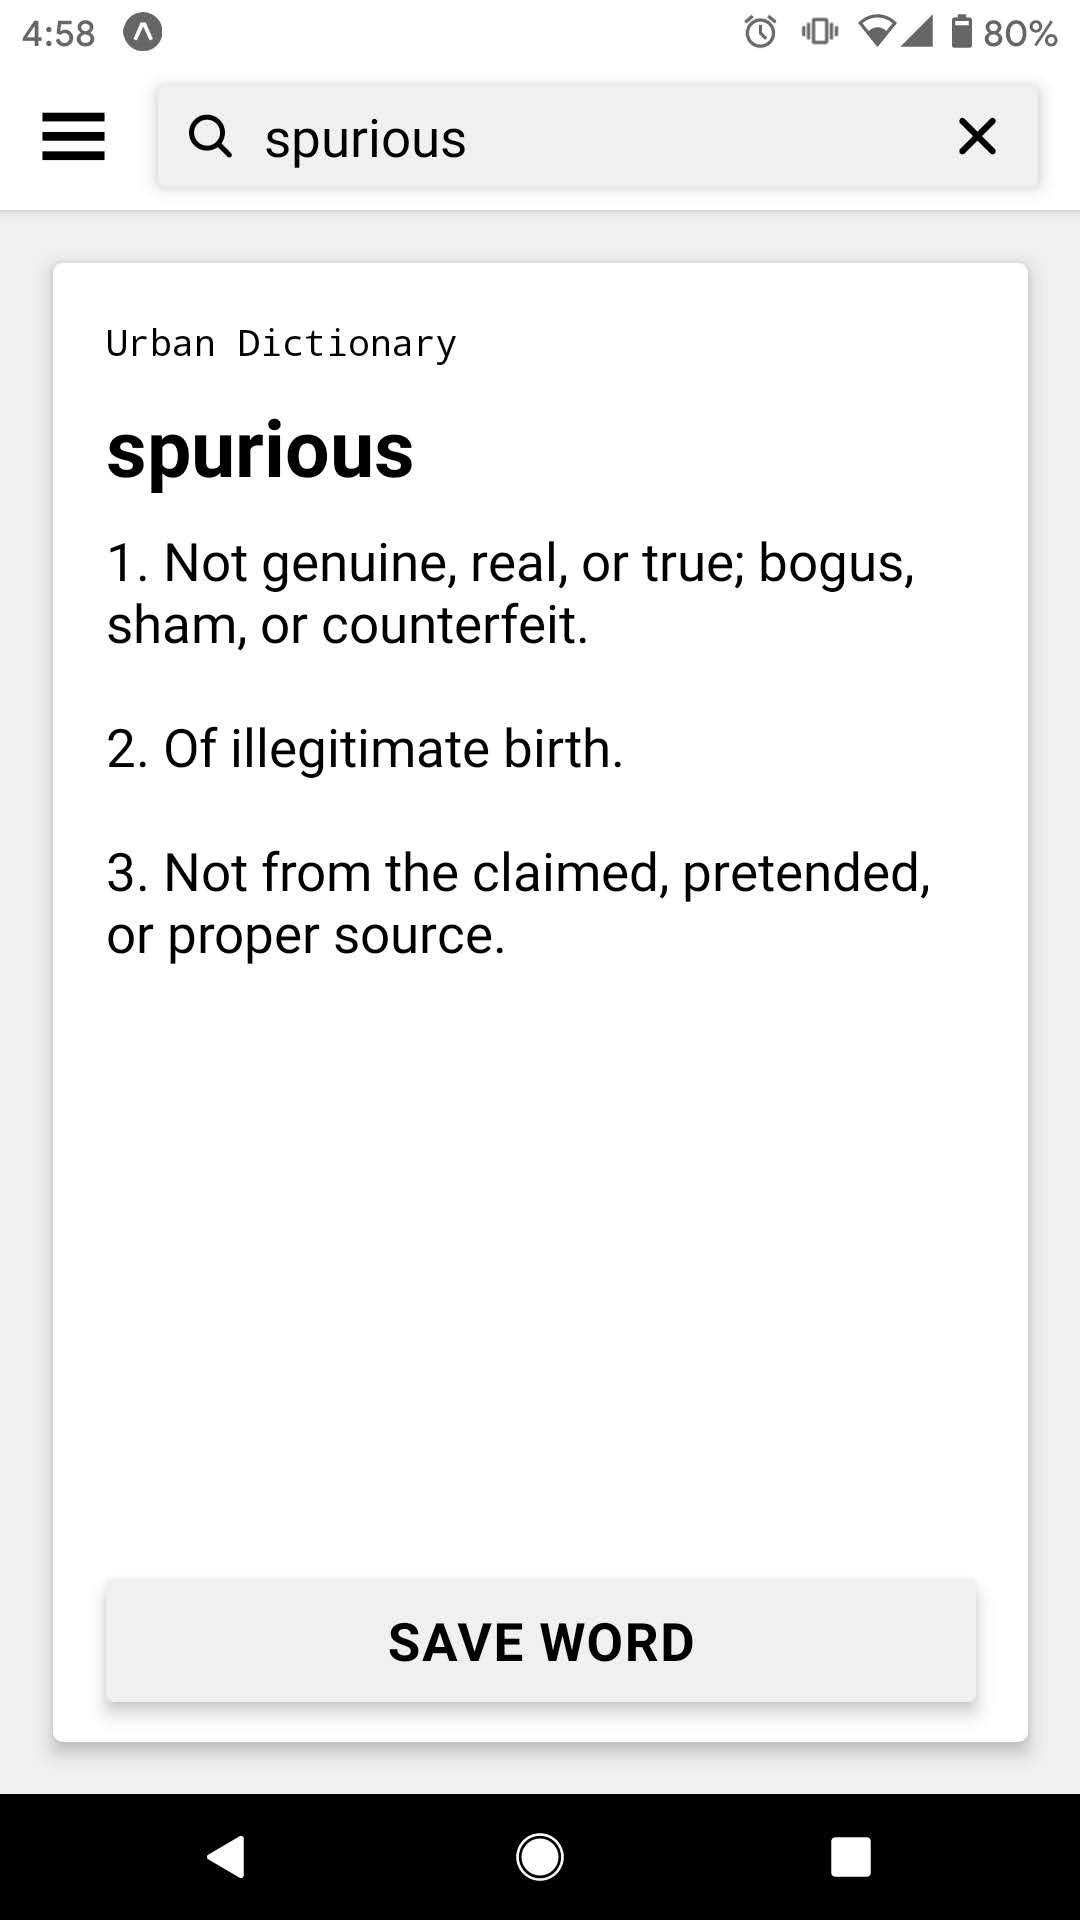 4:58
80%
spurious
Urban Dictionary
spurious
1. Not genuine, real, or true; bogus,
sham, or counterfeit.
2. Of illegitimate birth.
3. Not from the claimed, pretended,
or proper source.
SAVE WORD